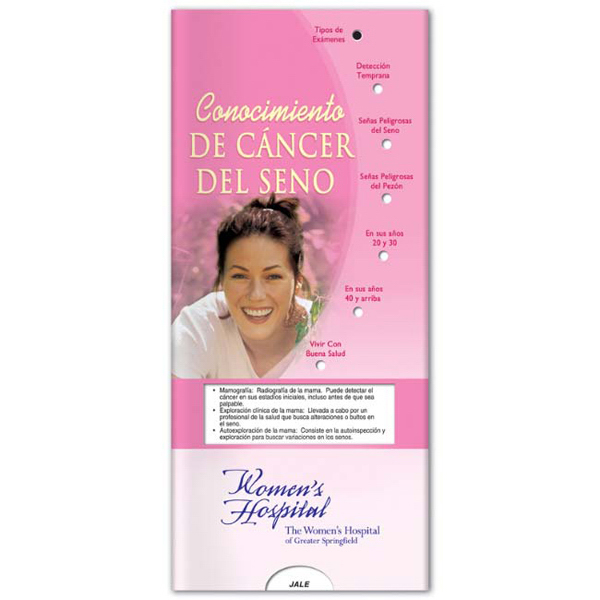 Tipos de
Exámenes
Detección
Temprana
Señas Peligrosas
del Seno
Señas Peligrosas
del Pezón
En sus años
20 y 30
En sus años
40 y arriba
Vivir Con
Buena Salud
Conocimiento
DE CÁNCER
DEL SENO
• Mamografía: Radiografía de la mama. Puede detectar el
cáncer en sus estadios iniciales, incluso antes de que sea
palpable.
• Exploración clínica de la mama: Llevada a cabo por un
profesional de la salud que busca alteraciones o bultos en
el seno.
• Autoexploración de la mama: Consiste en la autoinspección y
exploración para buscar variaciones en los senos.
Women's
Hospital
The Women's Hospital
of Greater Springfield
JALE